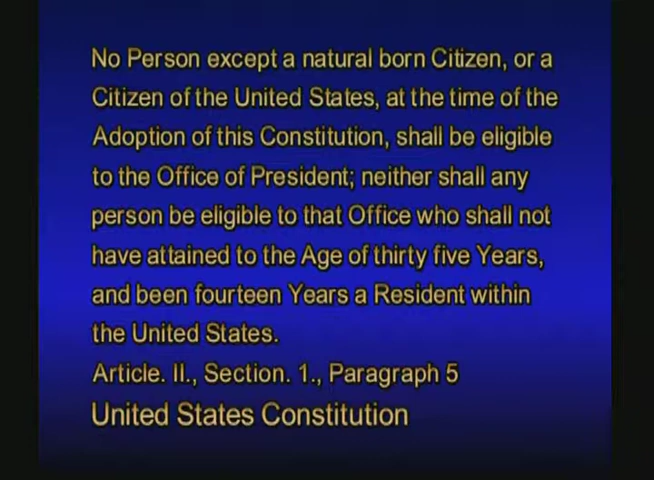 No Person except a natural born Citizen, or a
Citizen of the United States, at the time of the
Adoption of this Constitution, shall be eligible
to the Office of President; neither shall any
person be eligible to that Office who shall not
have attained to the Age of thirty five Years,
and been fourteen Years a Resident within
the United States.
Article. II., Section. 1., Paragraph 5
United States Constitution